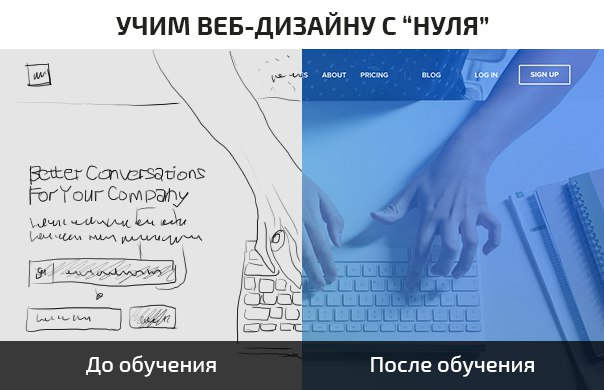 УЧИМ ВЕБ-ДИЗАЙНУ С “НУЛЯ”
ABOUT PRICING BLOG LOG IN SIGN UP
Better Conversations
For Your Company
До обучения После обучения